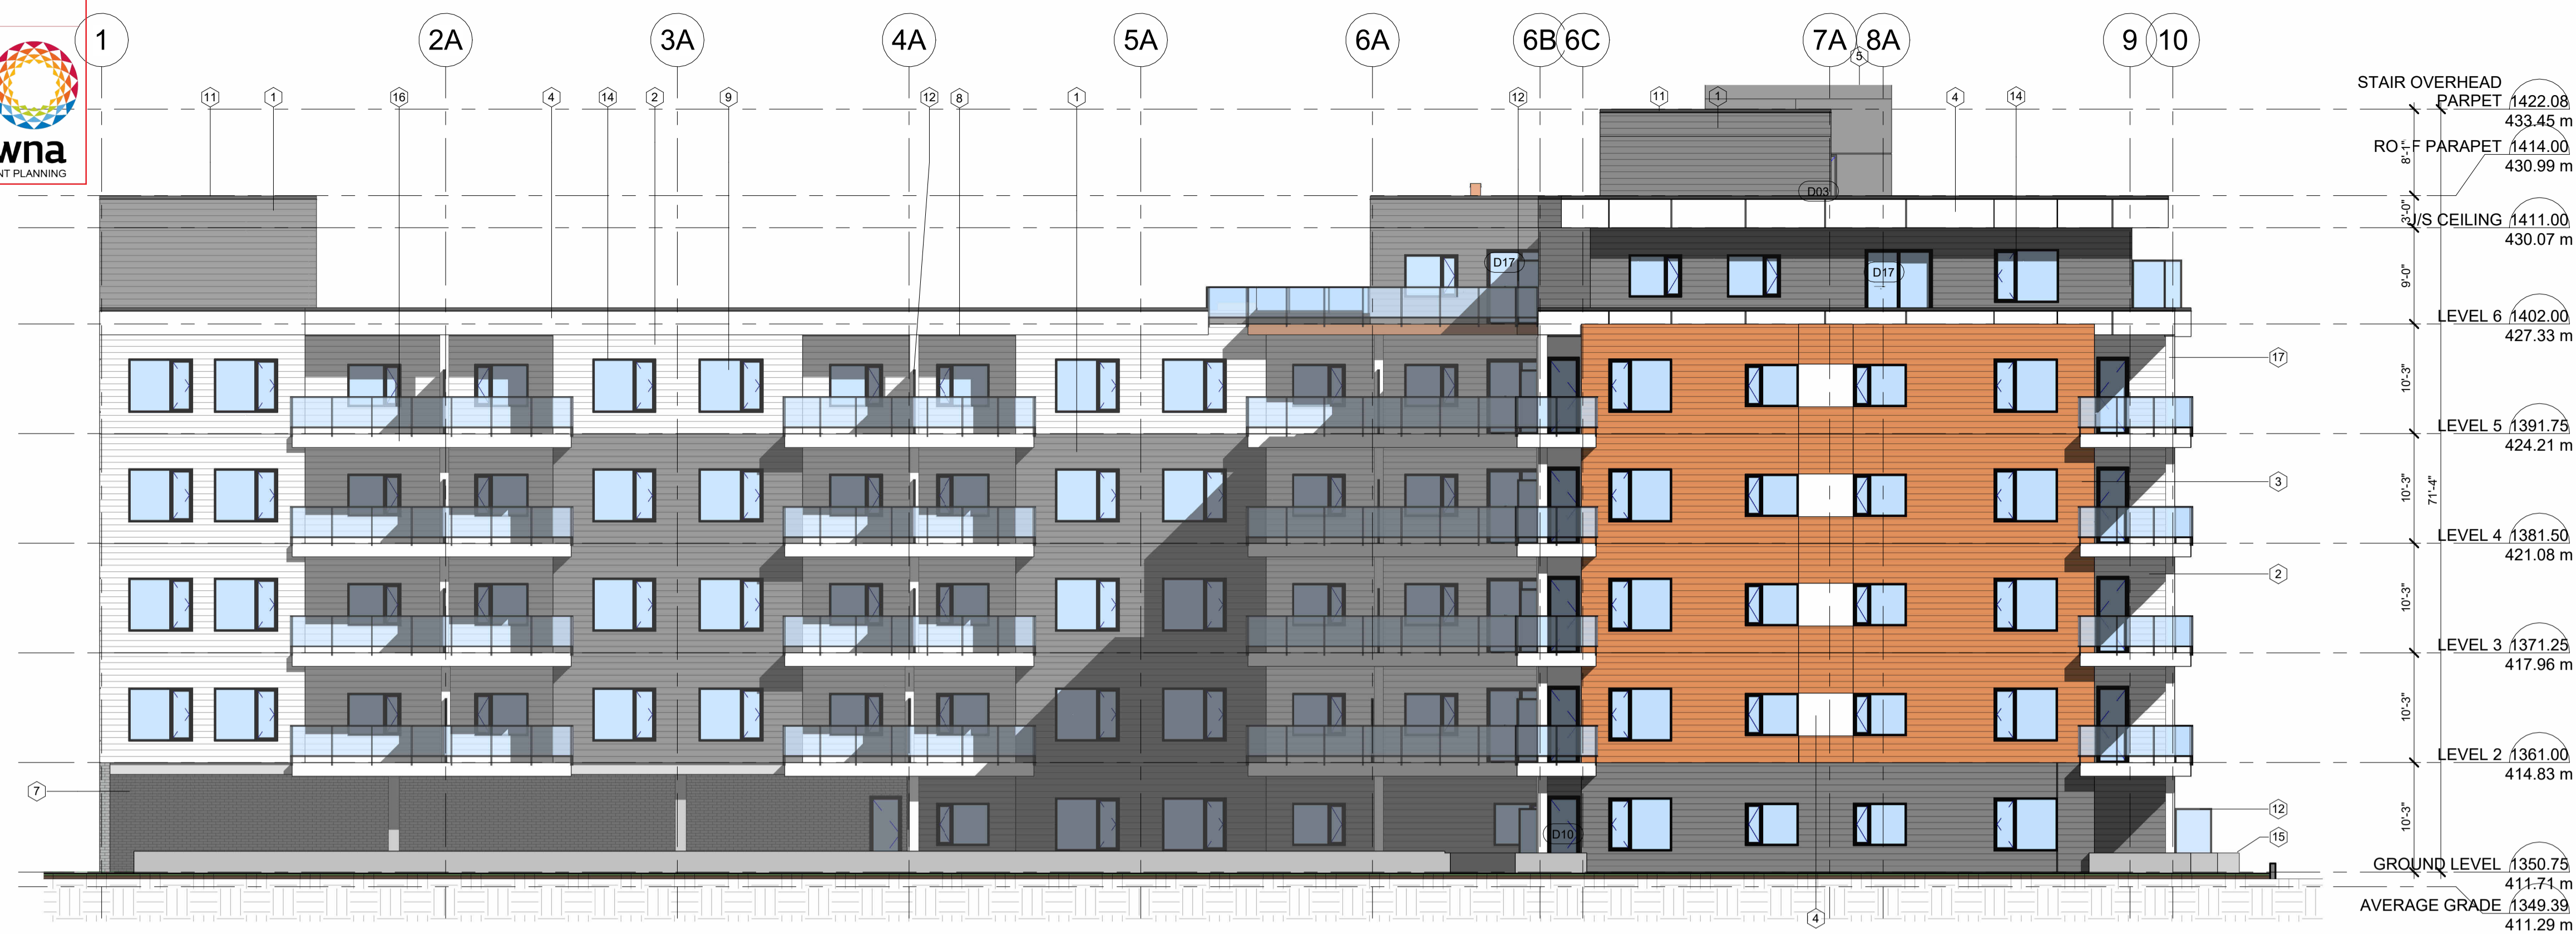 wna
NT PLANNING
1
2A
3A
4A
5A
6A
6B
6C
7A
8A
9
10
5
11
1
16
4
14
2
9
12
8
1
12
11
1
4
14
STAIR OVERHEAD
PARPET 1422.08
433.45 m
8'-1"
PARAPET 1414.00
430.99 m
D03
3'-0"
CEILING 1411.00
430.07 m
D17
D17
9'-0"
LEVEL 6 1402.00
427.33 m
17
10'-3"
LEVEL 5 1391.75
424.21 m
3
10'-3"
71'-4"
LEVEL 4 1381.50
421.08 m
2
10'-3"
LEVEL 3 1371.25
417.96 m
10'-3"
LEVEL 2 1361.00
414.83 m
7
12
10'-3"
D10
15
GROUND LEVEL 1350.75
411.71 m
4
AVERAGE GRADE 1349.39
411.29 m